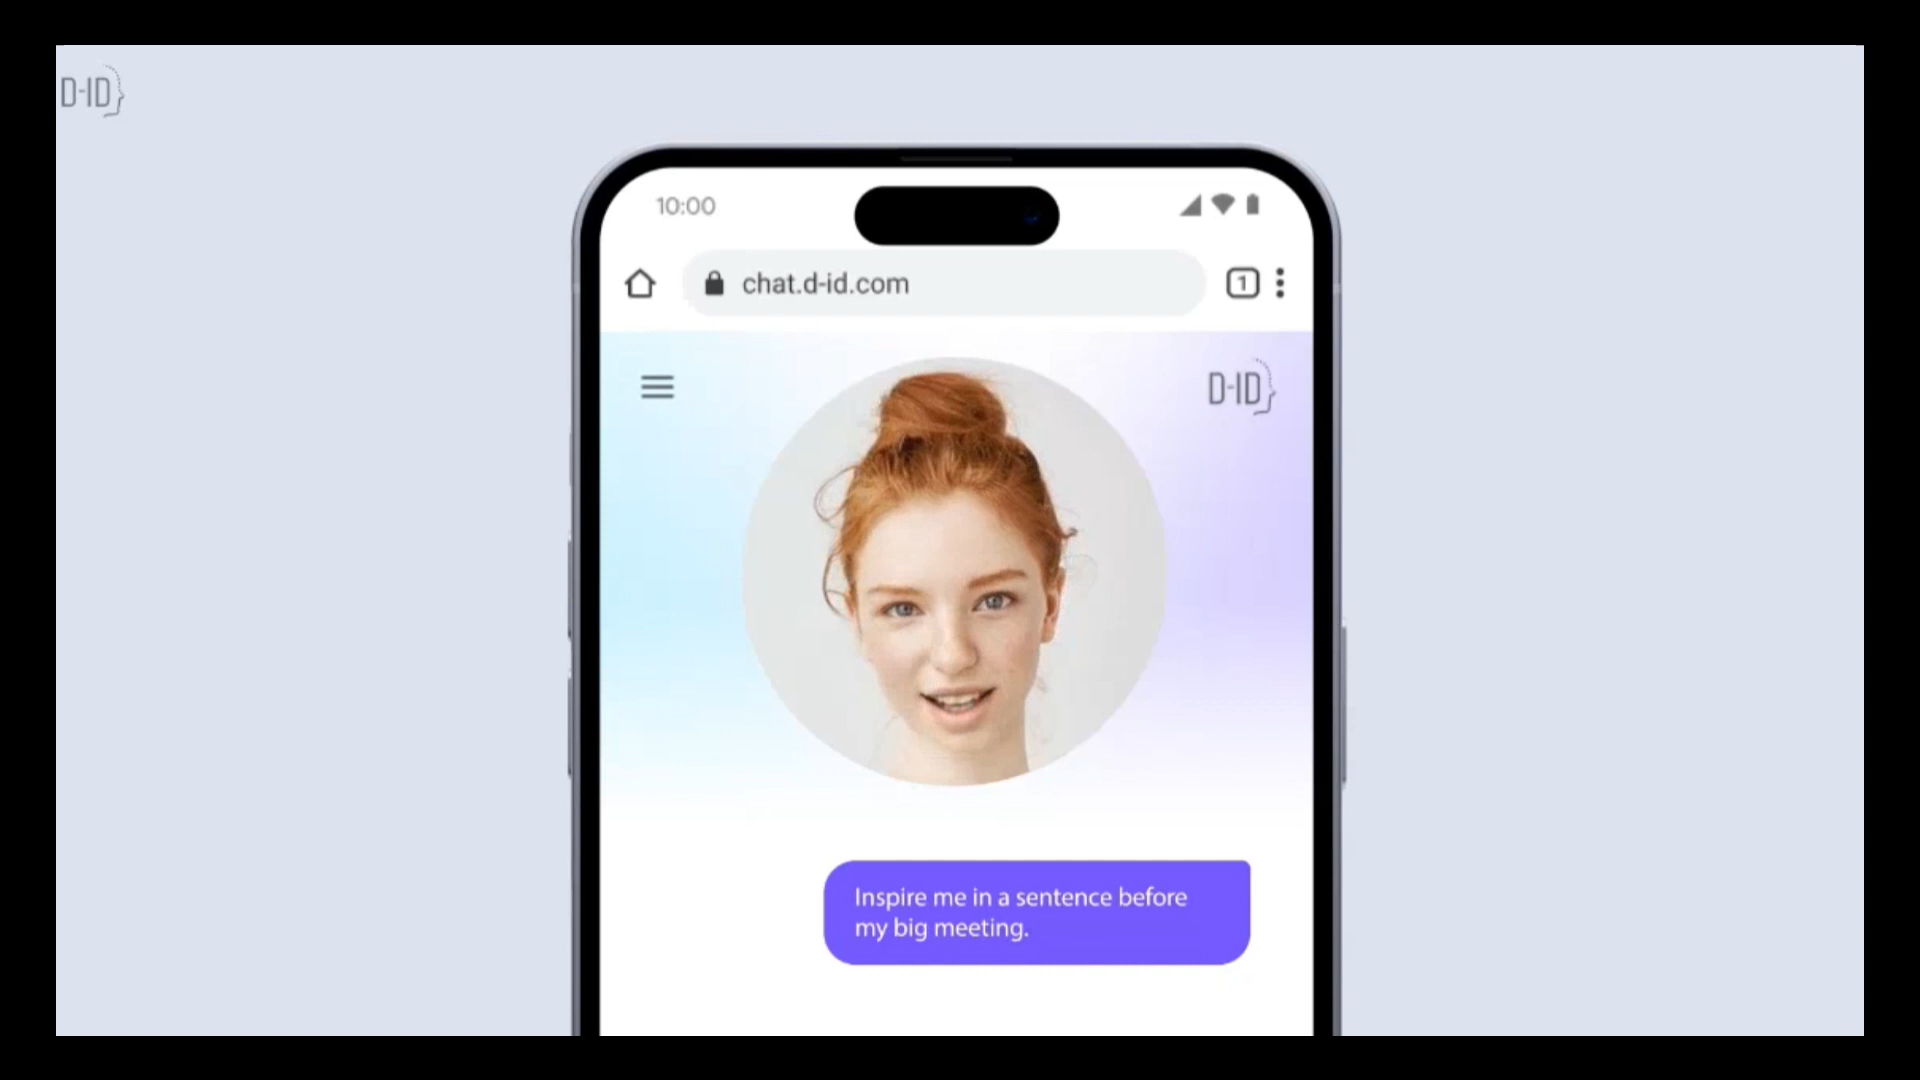 D-ID
10:00
chat.d-id.com
1
D-ID
Inspire me in a sentence before
my big meeting.